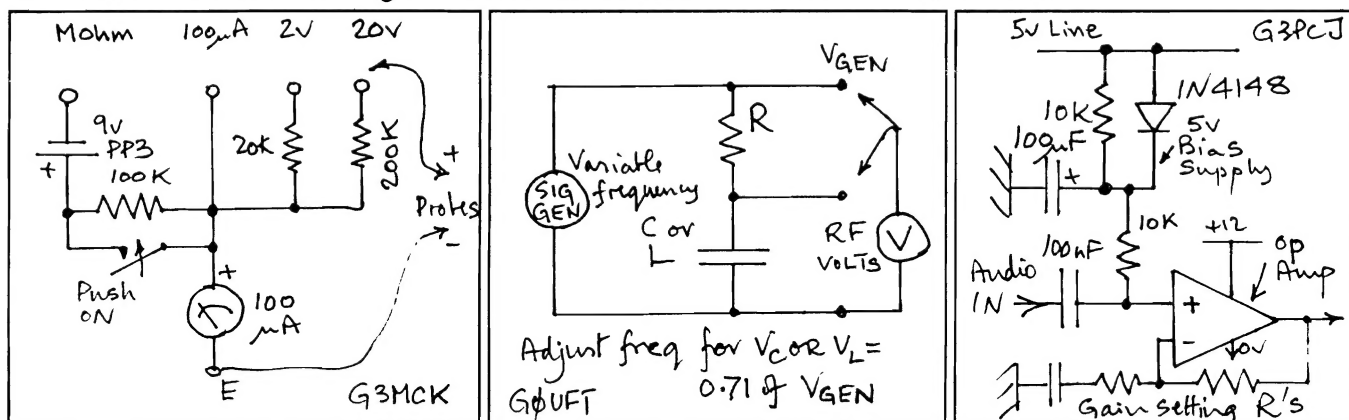 Mohm 100µA 2V 20V
9V
PP3
+
100K
20K
200K
+
Probes
-
Push
ON
+
100
µA
E
G3MCK
VGEN
R
SIG
GEN
Variable
frequency
C or
L
RF
VOLTS
V
Adjust freq for VC OR VL =
0.71 of VGEN
GØUFT
5v Line G3PCJ
10K
1N4148
100µF
+
5v
Bias
Supply
10K
+12
100nF
Op
Amp
Audio
IN
+
-
0V
Gain setting R's